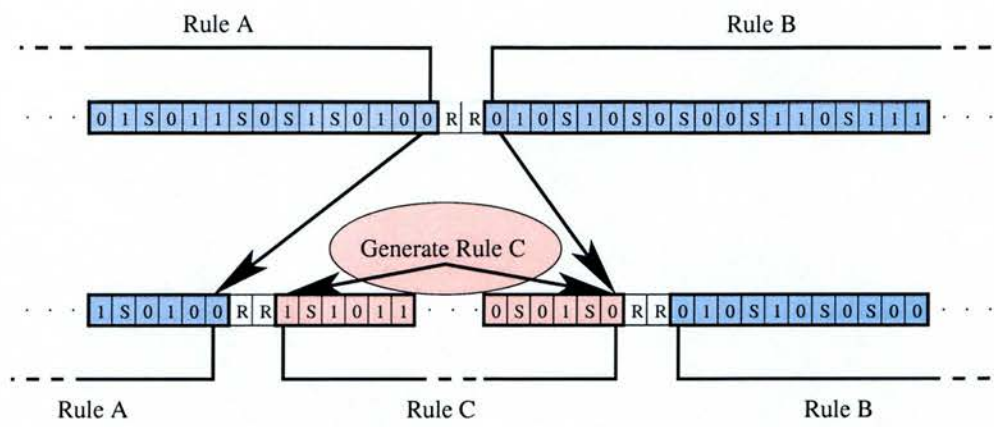 Rule A Rule B
· · · 0 1 S 0 1 1 S 0 S 1 S 0 1 0 0 R R 0 1 0 S 1 0 S 0 S 0 0 S 1 1 0 S 1 1 1 · · ·
Generate Rule C
· · · 1 S 0 1 0 0 R R 1 S 1 0 1 1 · · · 0 S 0 1 S 0 R R 0 1 0 S 1 0 S 0 S 0 0 · · ·
Rule A Rule C Rule B